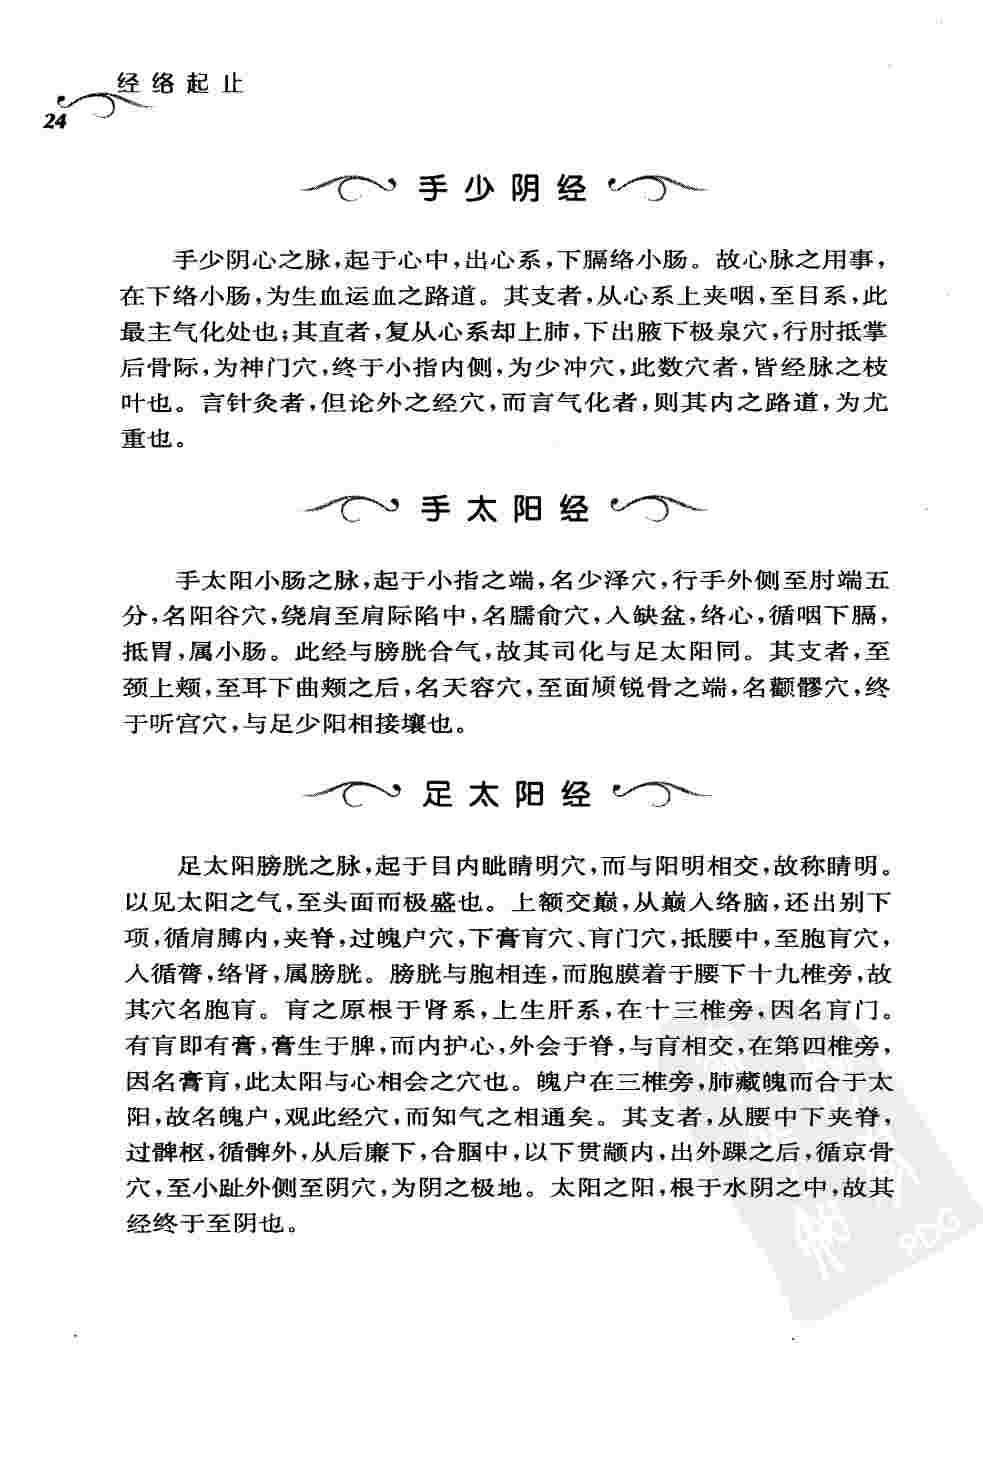 经络起止
24
手少阴经
手少阴心之脉,起于心中,出心系,下膈络小肠。故心脉之用事,
在下络小肠,为生血运血之路道。其支者,从心系上夹咽,至目系,此
最主气化处也;其直者,复从心系却上肺,下出腋下极泉穴,行肘抵掌
后骨际,为神门穴,终于小指内侧,为少冲穴,此数穴者,皆经脉之枝
叶也。言针灸者,但论外之经穴,而言气化者,则其内之路道,为尤
重也。
手太阳经
手太阳小肠之脉,起于小指之端,名少泽穴,行手外侧至肘端五
分,名阳谷穴,绕肩至肩际陷中,名臑俞穴,入缺盆,络心,循咽下膈,
抵胃,属小肠。此经与膀胱合气,故其司化与足太阳同。其支者,至
颈上颊,至耳下曲颊之后,名天容穴,至面𬱓锐骨之端,名颧髎穴,终
于听宫穴,与足少阳相接壤也。
足太阳经
足太阳膀胱之脉,起于目内眦睛明穴,而与阳明相交,故称睛明。
以见太阳之气,至头面而极盛也。上额交巅,从巅入络脑,还出别下
项,循肩膊内,夹脊,过魄户穴,下膏肓穴、肓门穴,抵腰中,至胞肓穴,
入循膂,络肾,属膀胱。膀胱与胞相连,而胞膜着于腰下十九椎旁,故
其穴名胞肓。肓之原根于肾系,上生肝系,在十三椎旁,因名肓门。
有肓即有膏,膏生于脾,而内护心,外会于脊,与肓相交,在第四椎旁,
因名膏肓,此太阳与心相会之穴也。魄户在三椎旁,肺藏魄而合于太
阳,故名魄户,观此经穴,而知气之相通矣。其支者,从腰中下夹脊,
过髀枢,循髀外,从后廉下,合腘中,以下贯踹内,出外踝之后,循京骨
穴,至小趾外侧至阴穴,为阴之极地。太阳之阳,根于水阴之中,故其
经终于至阴也。
PDG